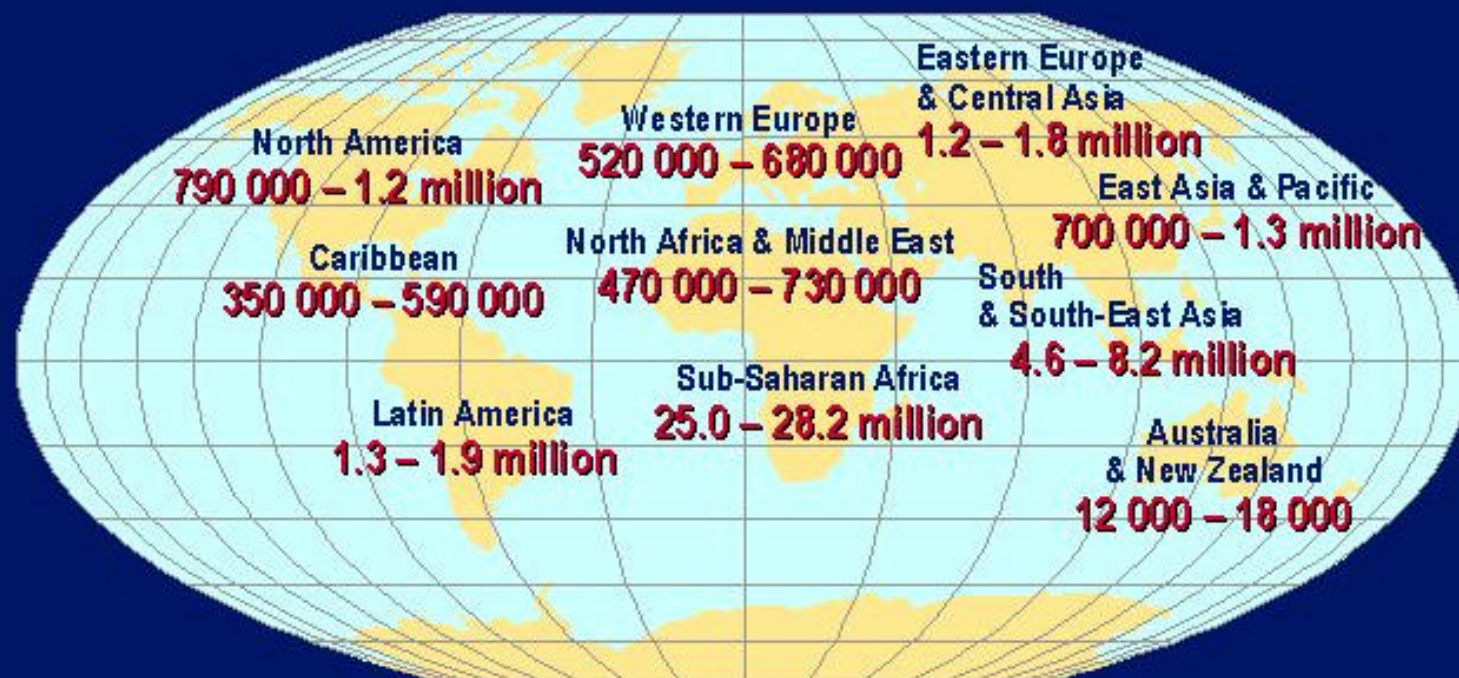 Eastern Europe
& Central Asia
1.2 – 1.8 million
Western Europe
520 000 – 680 000
North America
790 000 – 1.2 million
East Asia & Pacific
700 000 – 1.3 million
North Africa & Middle East
470 000 – 730 000
Caribbean
350 000 – 590 000
South
& South-East Asia
4.6 – 8.2 million
Sub-Saharan Africa
25.0 – 28.2 million
Latin America
1.3 – 1.9 million
Australia
& New Zealand
12 000 – 18 000